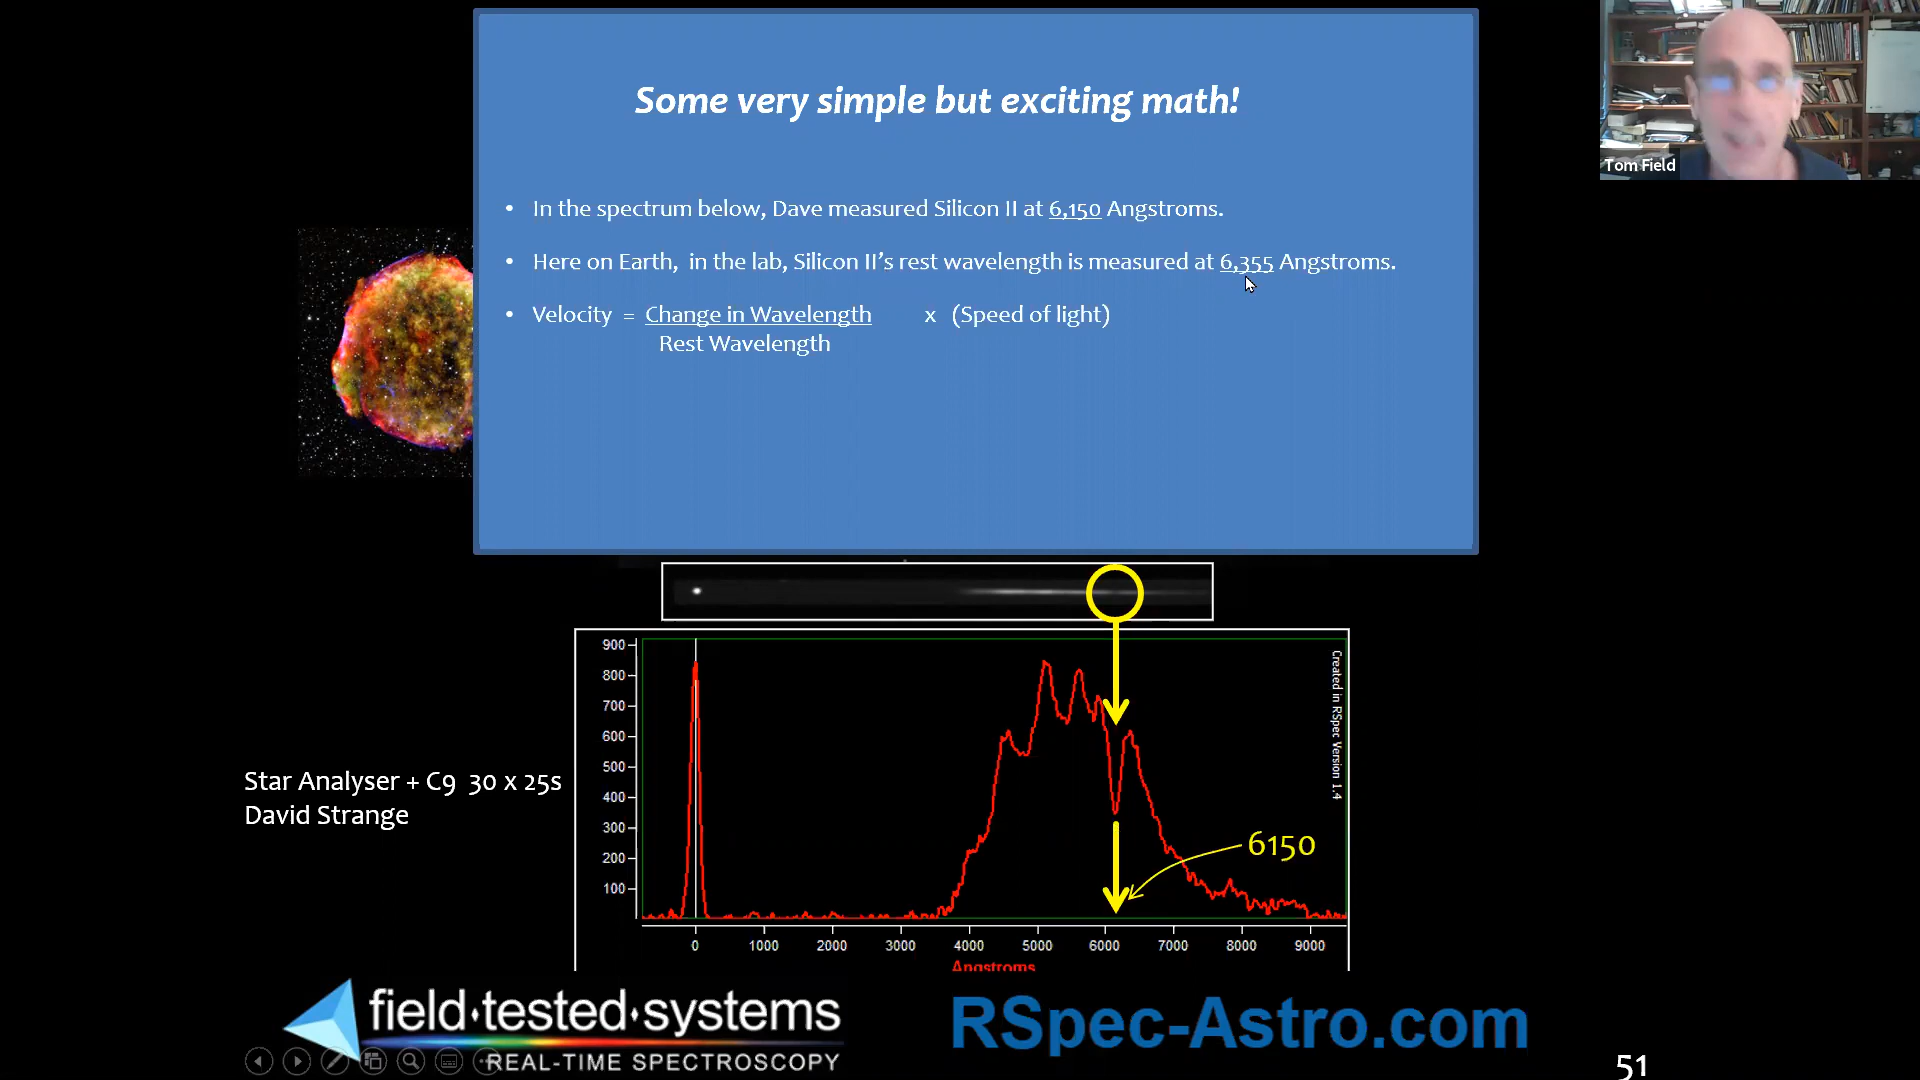 Some very simple but exciting math!
Tom Field
• In the spectrum below, Dave measured Silicon II at 6,150 Angstroms.
• Here on Earth, in the lab, Silicon II's rest wavelength is measured at 6,355 Angstroms.
• Velocity = Change in Wavelength x (Speed of light)
Rest Wavelength
900
800
700
600
500
400
300
200
100
Created in RSpec Version 1.4
6150
Star Analyser + C9 30 x 25s
David Strange
0 1000 2000 3000 4000 5000 6000 7000 8000 9000
Angstroms
field•tested•systems
REAL-TIME SPECTROSCOPY
RSpec-Astro.com
51